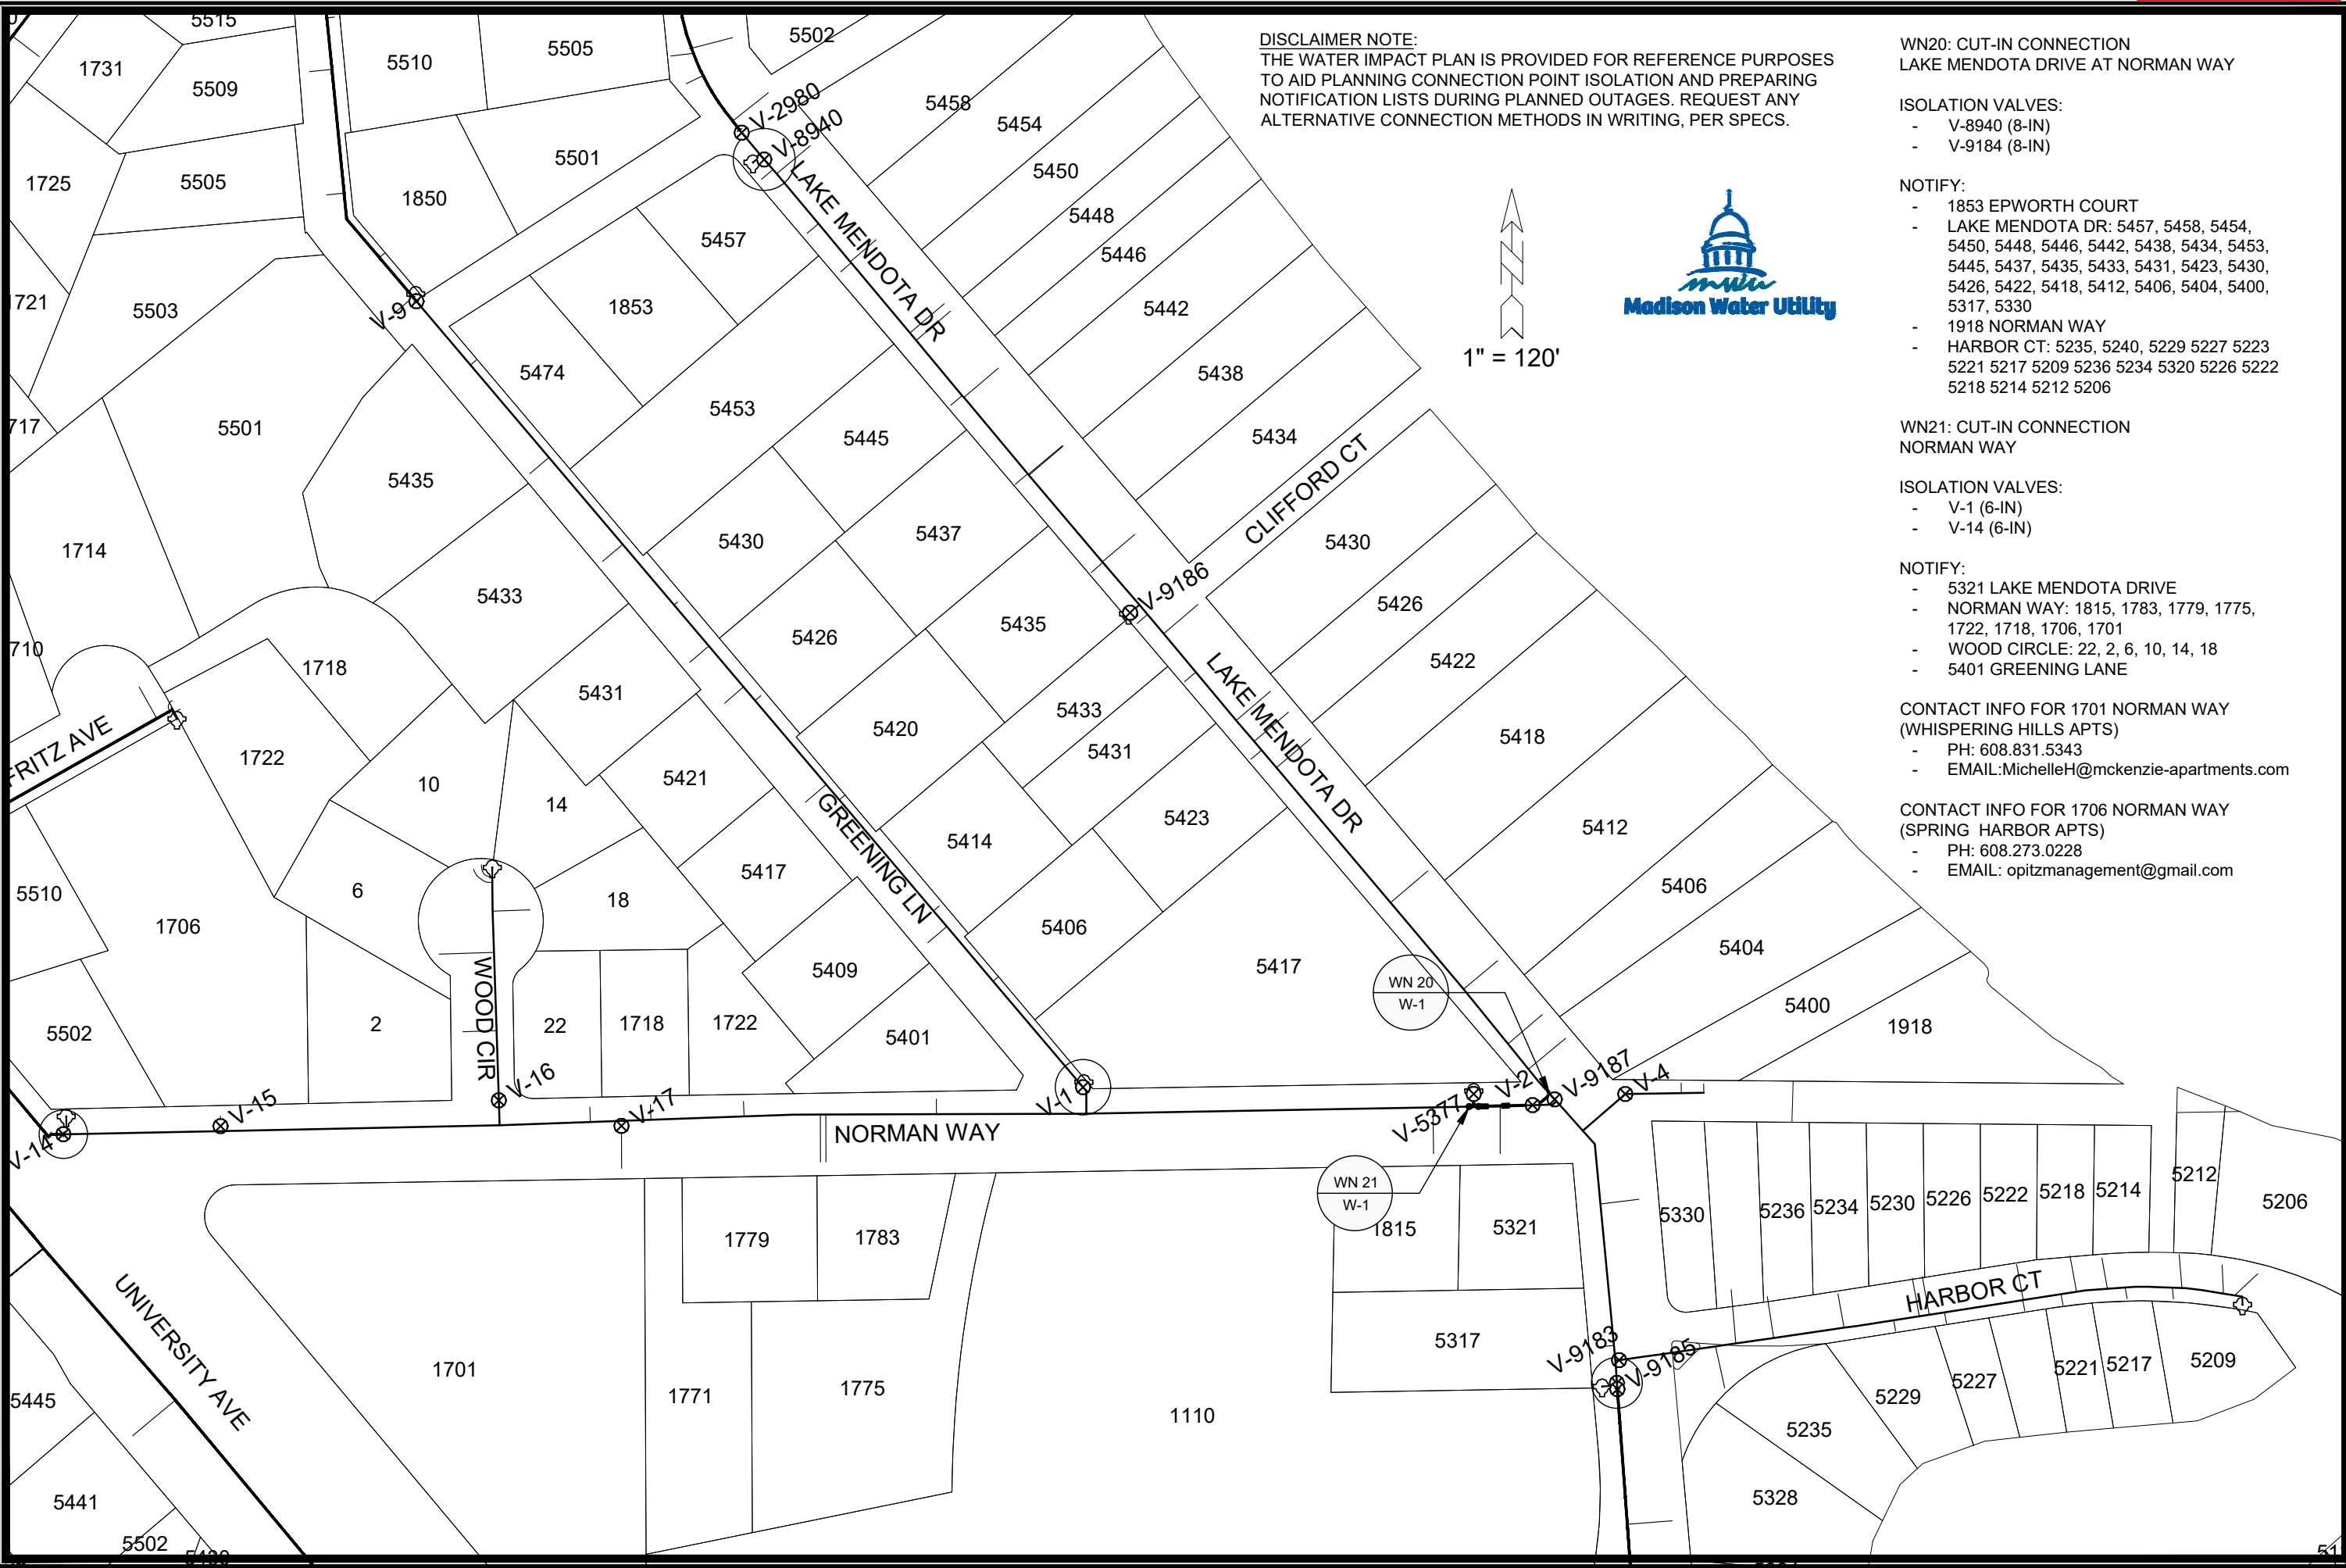 DISCLAIMER NOTE:
THE WATER IMPACT PLAN IS PROVIDED FOR REFERENCE PURPOSES
TO AID PLANNING CONNECTION POINT ISOLATION AND PREPARING
NOTIFICATION LISTS DURING PLANNED OUTAGES. REQUEST ANY
ALTERNATIVE CONNECTION METHODS IN WRITING, PER SPECS.
1" = 120'
N
mwu
Madison Water Utility
WN20: CUT-IN CONNECTION
LAKE MENDOTA DRIVE AT NORMAN WAY
ISOLATION VALVES:
- V-8940 (8-IN)
- V-9184 (8-IN)
NOTIFY:
- 1853 EPWORTH COURT
- LAKE MENDOTA DR: 5457, 5458, 5454,
5450, 5448, 5446, 5442, 5438, 5434, 5453,
5445, 5437, 5435, 5433, 5431, 5423, 5430,
5426, 5422, 5418, 5412, 5406, 5404, 5400,
5317, 5330
- 1918 NORMAN WAY
- HARBOR CT: 5235, 5240, 5229 5227 5223
5221 5217 5209 5236 5234 5320 5226 5222
5218 5214 5212 5206
WN21: CUT-IN CONNECTION
NORMAN WAY
ISOLATION VALVES:
- V-1 (6-IN)
- V-14 (6-IN)
NOTIFY:
- 5321 LAKE MENDOTA DRIVE
- NORMAN WAY: 1815, 1783, 1779, 1775,
1722, 1718, 1706, 1701
- WOOD CIRCLE: 22, 2, 6, 10, 14, 18
- 5401 GREENING LANE
CONTACT INFO FOR 1701 NORMAN WAY
(WHISPERING HILLS APTS)
- PH: 608.831.5343
- EMAIL:MichelleH@mckenzie-apartments.com
CONTACT INFO FOR 1706 NORMAN WAY
(SPRING HARBOR APTS)
- PH: 608.273.0228
- EMAIL: opitzmanagement@gmail.com
5515
1731
5509
1725
5505
1721
5503
717
5501
1714
710
5510
5505
5501
1850
5502
V-2980
V-8940
LAKE MENDOTA DR
5458
5454
5450
5448
5446
5442
5438
5434
CLIFFORD CT
5457
1853
5474
V-9
5453
5445
5435
5430
5437
5433
5426
5435
V-9186
5430
5426
5422
5418
5412
5406
5404
5400
1918
LAKE MENDOTA DR
1718
5431
5420
5433
5431
5423
5414
5406
5417
FRITZ AVE
1722
10
14
5421
GREENING LN
5510
1706
6
18
5417
5409
5401
5502
2
WOOD CIR
22
1718
1722
V-14
V-15
V-16
V-17
V-1
NORMAN WAY
WN 20
W-1
V-5377
V-2
V-9187
V-4
WN 21
W-1
1815
5321
5317
1779
1783
1701
1771
1775
1110
UNIVERSITY AVE
5445
5441
5502
V-9183
V-9185
5330
5236
5234
5230
5226
5222
5218
5214
5212
5206
HARBOR CT
5235
5229
5227
5221
5217
5209
5328